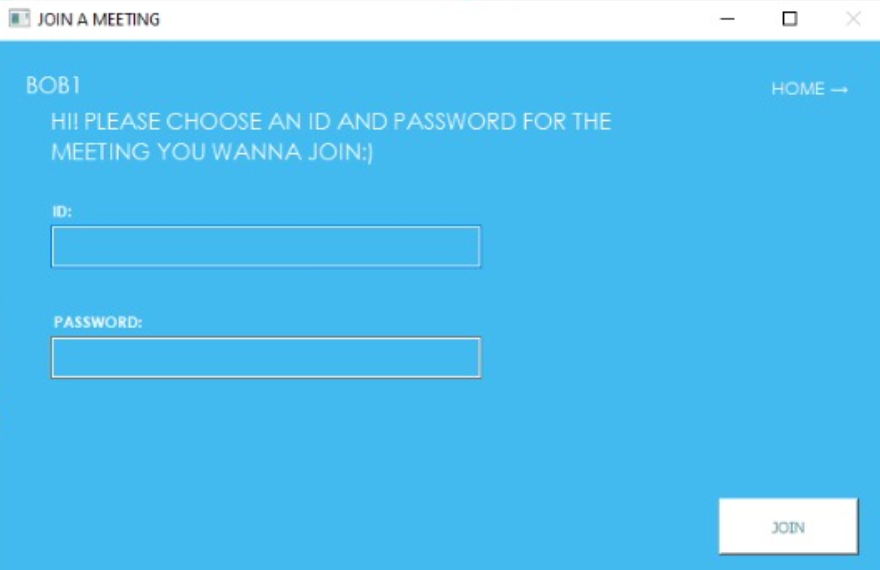 JOIN A MEETING
BOB1
HOME →
HI! PLEASE CHOOSE AN ID AND PASSWORD FOR THE
MEETING YOU WANNA JOIN:)
ID:
PASSWORD:
JOIN